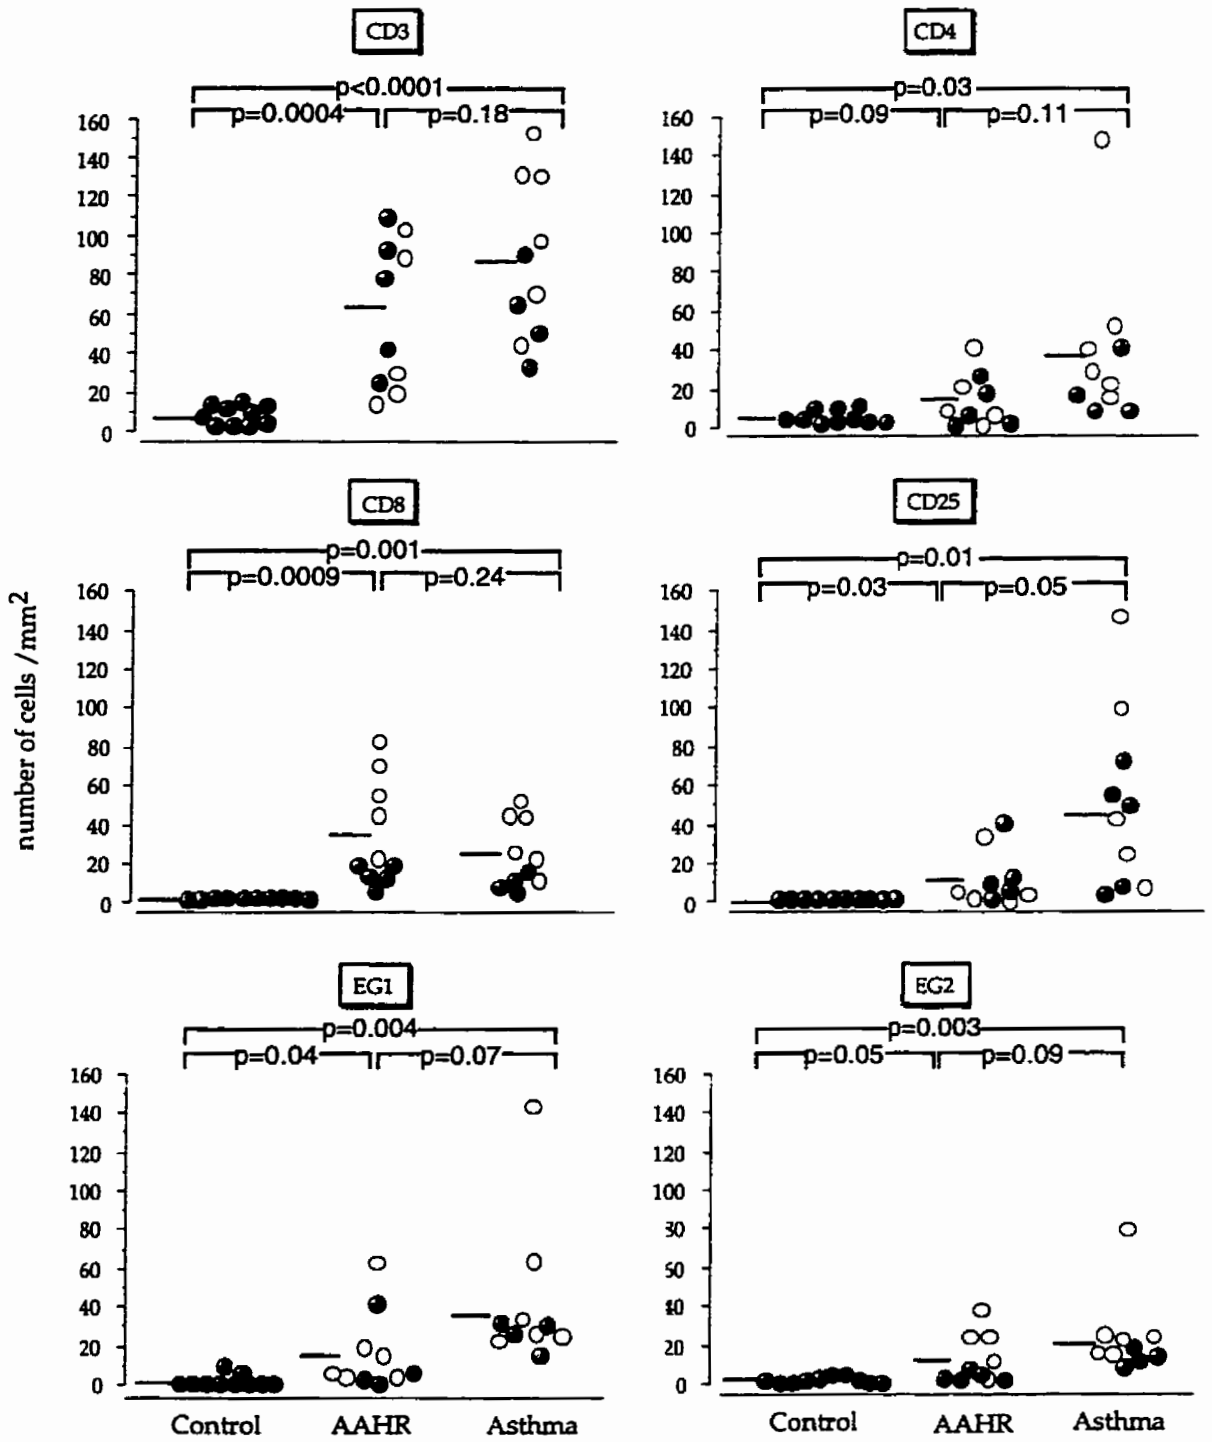 CD3
p<0.0001
p=0.0004 p=0.18
160
140
120
100
80
60
40
20
0
CD4
p=0.03
p=0.09 p=0.11
160
140
120
100
80
60
40
20
0
number of cells /mm2
CD8
p=0.001
p=0.0009 p=0.24
160
140
120
100
80
60
40
20
0
CD25
p=0.01
p=0.03 p=0.05
160
140
120
100
80
60
40
20
0
EG1
p=0.004
p=0.04 p=0.07
160
140
120
100
80
60
40
20
0
Control AAHR Asthma
EG2
p=0.003
p=0.05 p=0.09
160
140
120
100
80
60
40
20
0
Control AAHR Asthma